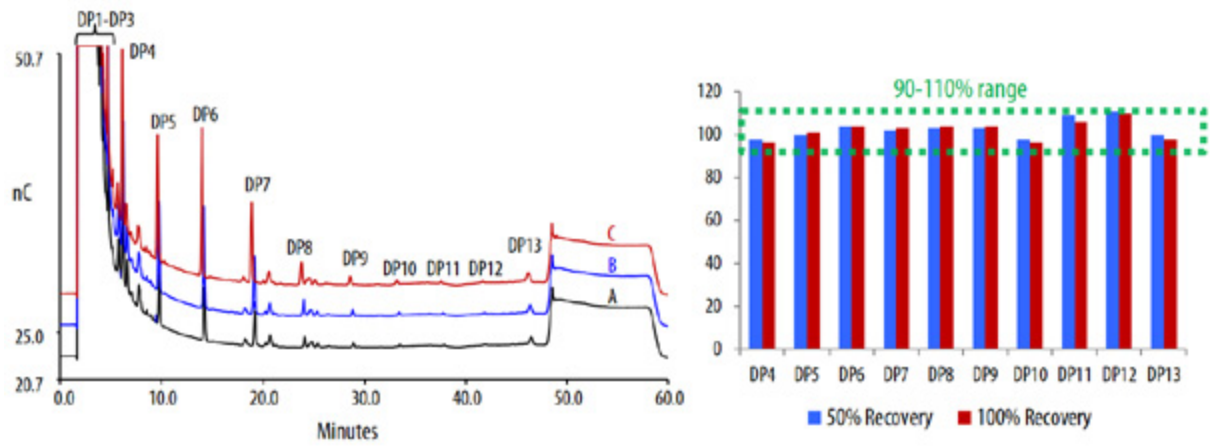 DP1-DP3
50.7
DP4
DP5
DP6
DP7
DP8
DP9
DP10
DP11
DP12
DP13
C
B
A
nC
25.0
20.7
0.0
10.0
20.0
30.0
40.0
50.0
60.0
Minutes
90-110% range
120
100
80
60
40
20
0
DP4 DP5 DP6 DP7 DP8 DP9 DP10 DP11 DP12 DP13
50% Recovery
100% Recovery